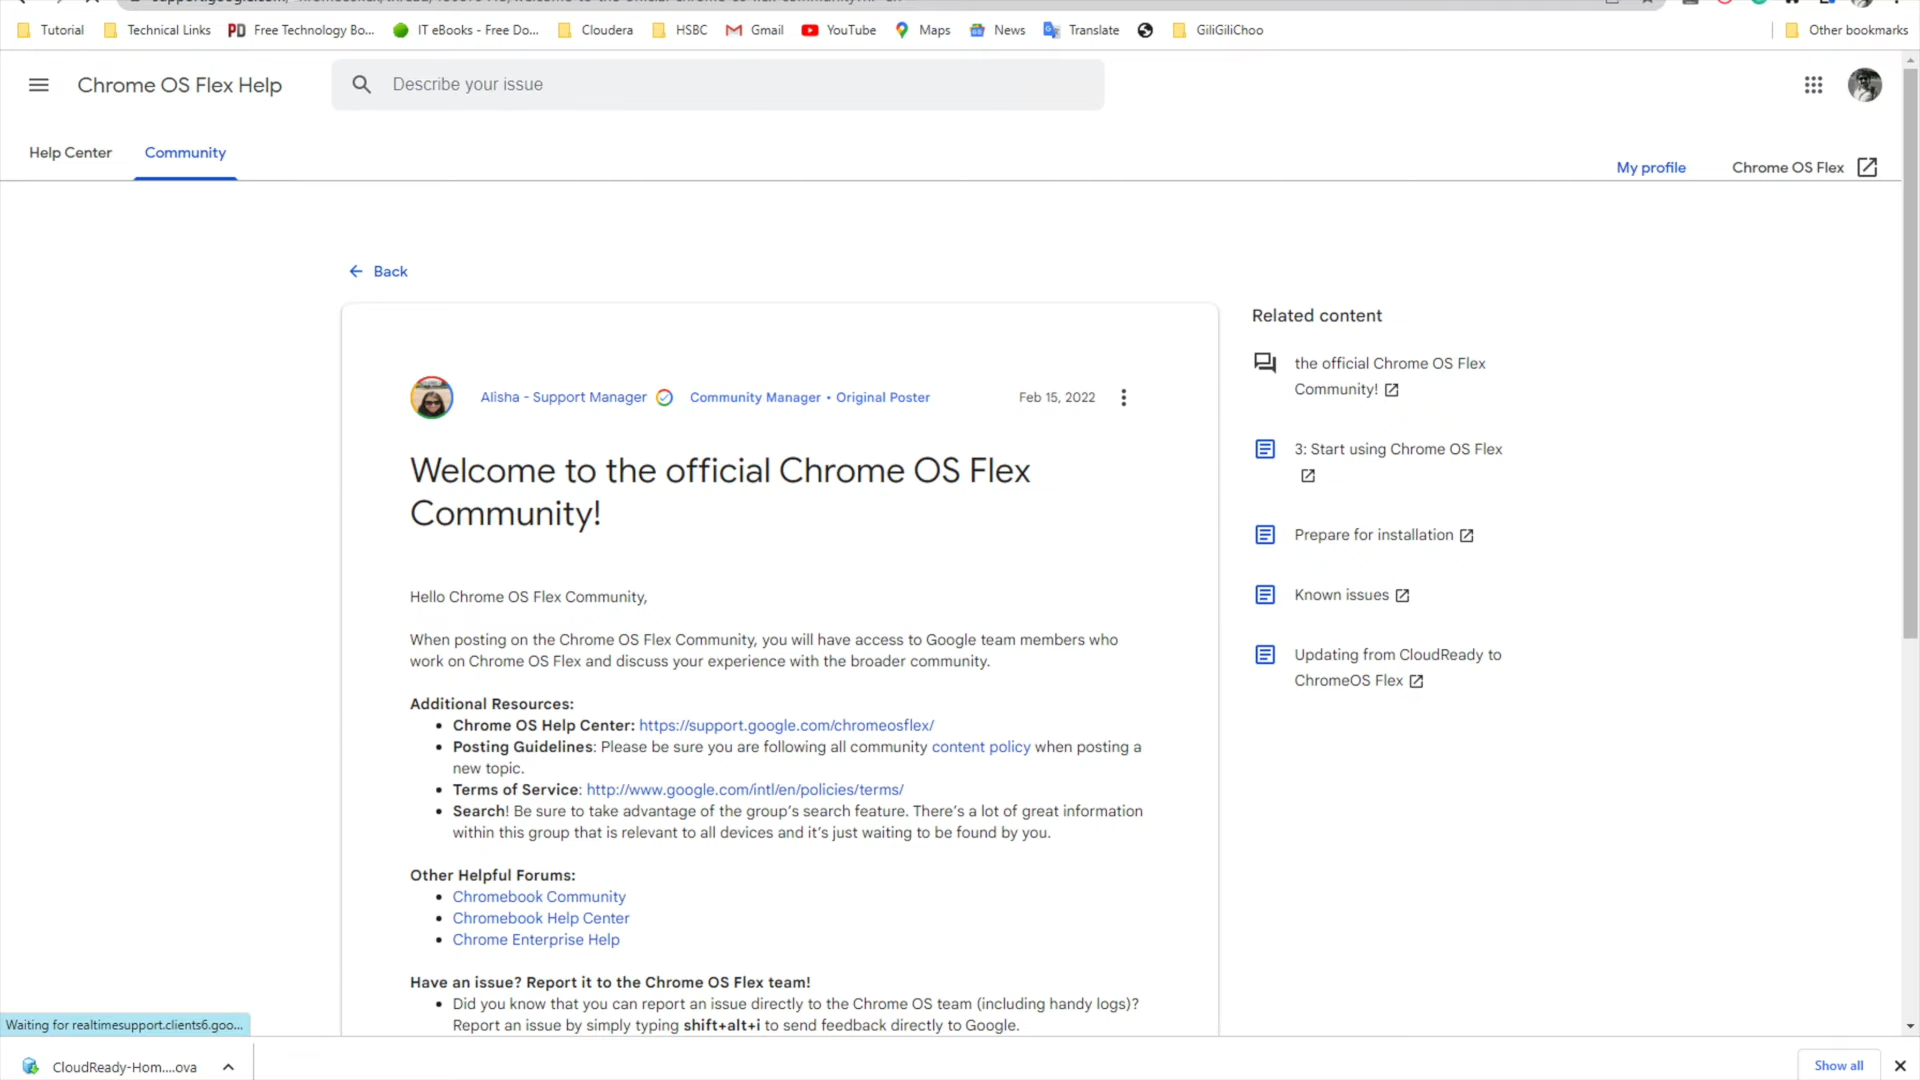 Tutorial
Technical Links
Free Technology Bo...
IT eBooks - Free Do...
Cloudera
HSBC
Gmail
YouTube
Maps
News
Translate
GiliGiliChoo
Other bookmarks
Chrome OS Flex Help
Describe your issue
Help Center
Community
My profile
Chrome OS Flex
Back
Alisha - Support Manager
Community Manager • Original Poster
Feb 15, 2022
Welcome to the official Chrome OS Flex
Community!
Hello Chrome OS Flex Community,
When posting on the Chrome OS Flex Community, you will have access to Google team members who
work on Chrome OS Flex and discuss your experience with the broader community.
Additional Resources:
• Chrome OS Help Center: https://support.google.com/chromeosflex/
• Posting Guidelines: Please be sure you are following all community content policy when posting a
new topic.
• Terms of Service: http://www.google.com/intl/en/policies/terms/
• Search! Be sure to take advantage of the group's search feature. There's a lot of great information
within this group that is relevant to all devices and it's just waiting to be found by you.
Other Helpful Forums:
• Chromebook Community
• Chromebook Help Center
• Chrome Enterprise Help
Have an issue? Report it to the Chrome OS Flex team!
• Did you know that you can report an issue directly to the Chrome OS team (including handy logs)?
Report an issue by simply typing shift+alt+i to send feedback directly to Google.
Related content
the official Chrome OS Flex
Community!
3: Start using Chrome OS Flex
Prepare for installation
Known issues
Updating from CloudReady to
ChromeOS Flex
Waiting for realtimesupport.clients6.goo...
CloudReady-Hom....ova
Show all